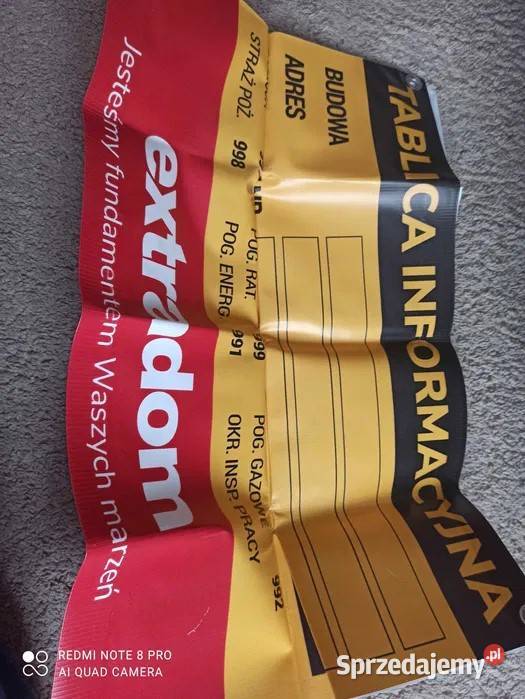 TABLICA INFORMACYJNA
BUDOWA
ADRES
POG. RAT. 999
POG. GAZOWE 992
STRAŻ POŻ. 998
POG. ENERG 991
OKR. INSP. PRACY
extradom
Jesteśmy fundamentem Waszych marzeń
REDMI NOTE 8 PRO
AI QUAD CAMERA
Sprzedajemy.pl